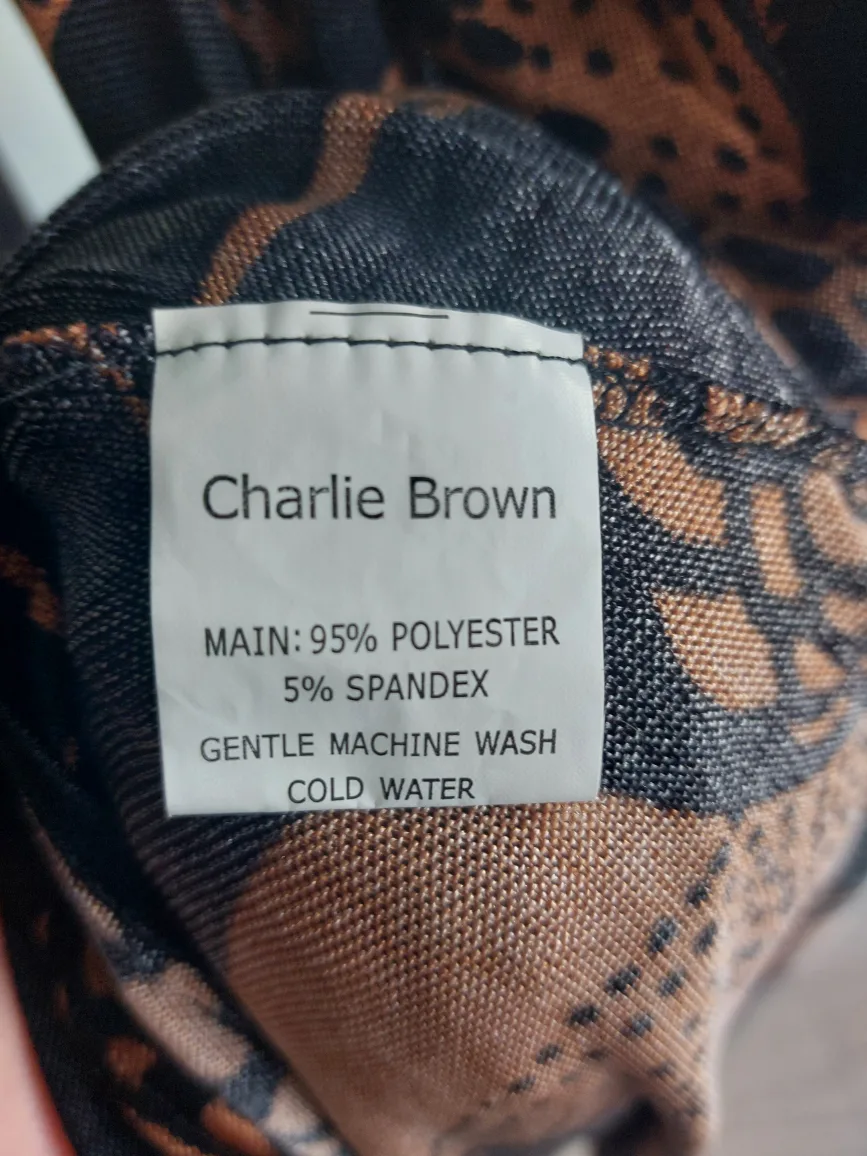 Charlie Brown
MAIN: 95% POLYESTER
5% SPANDEX
GENTLE MACHINE WASH
COLD WATER